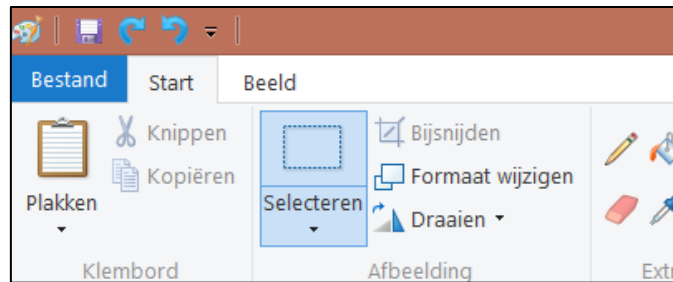 Bestand Start Beeld
Knippen
Kopiëren
Plakken
Klembord
Selecteren
Bijsnijden
Formaat wijzigen
Draaien
Afbeelding